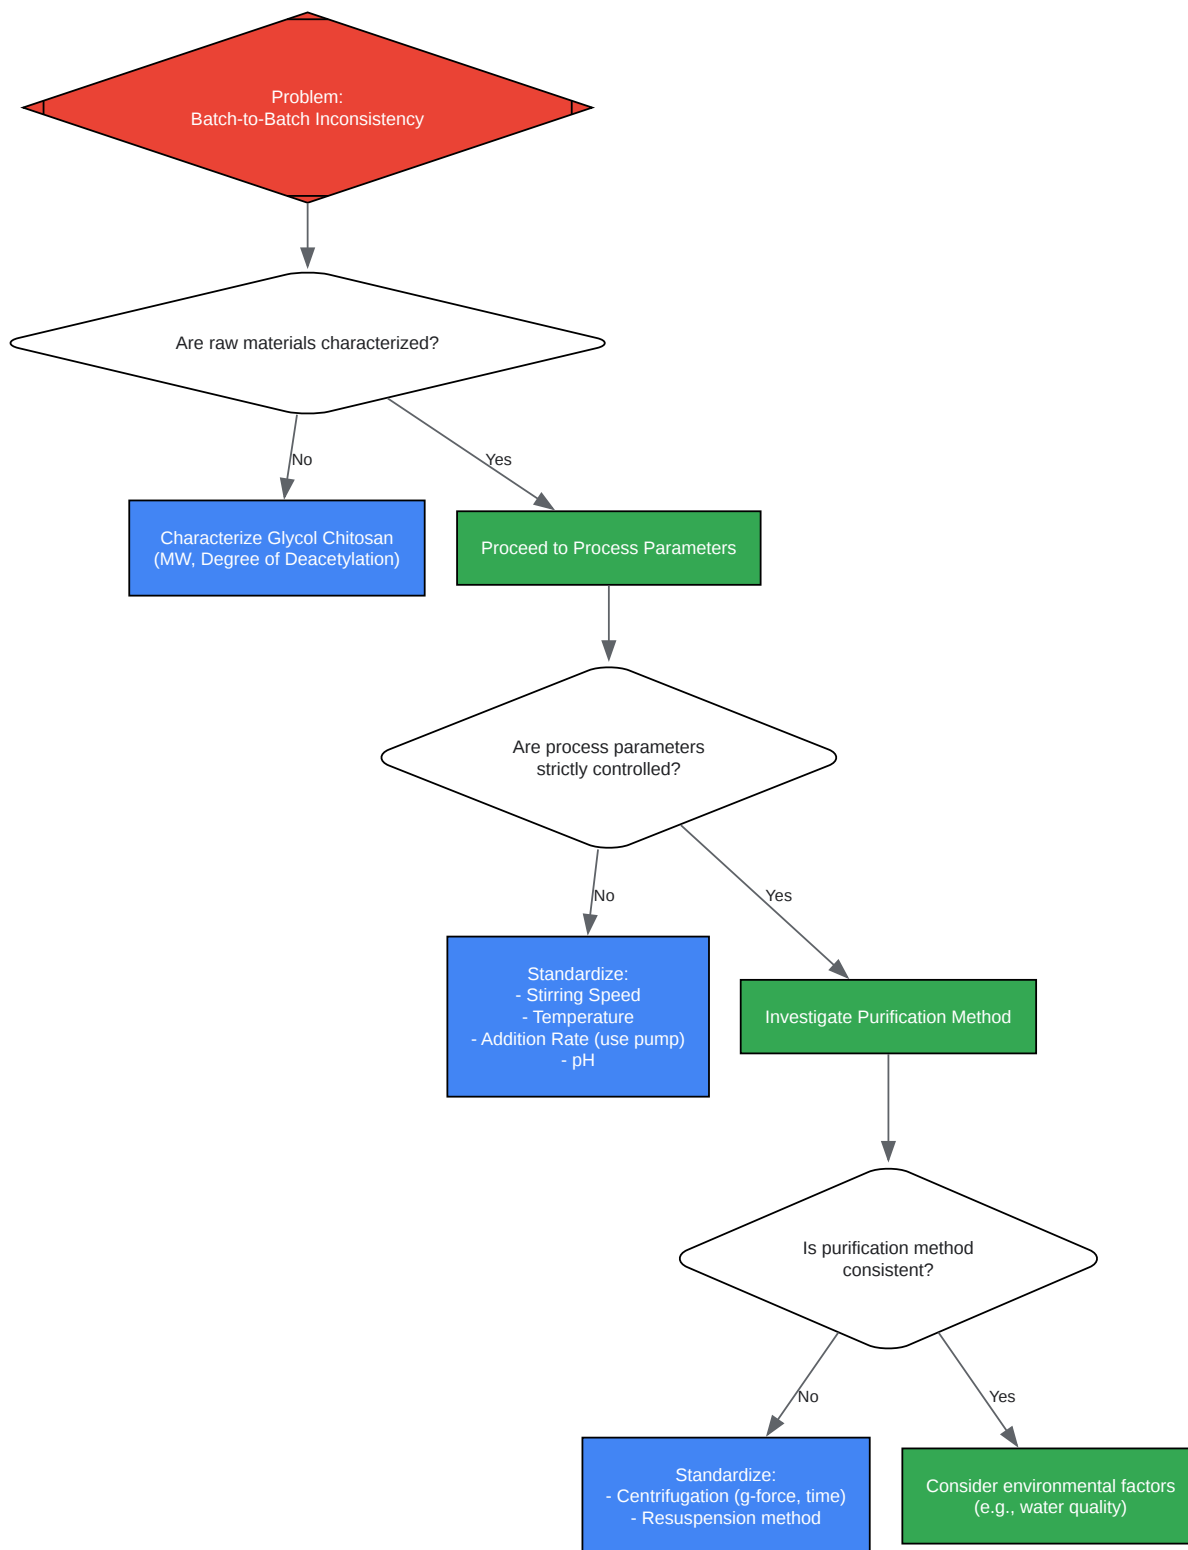 Problem:
Batch-to-Batch Inconsistency
Are raw materials characterized?
No
Yes
Characterize Glycol Chitosan
(MW, Degree of Deacetylation)
Proceed to Process Parameters
Are process parameters
strictly controlled?
No
Yes
Standardize:
- Stirring Speed
- Temperature
- Addition Rate (use pump)
- pH
Investigate Purification Method
Is purification method
consistent?
No
Yes
Standardize:
- Centrifugation (g-force, time)
- Resuspension method
Consider environmental factors
(e.g., water quality)